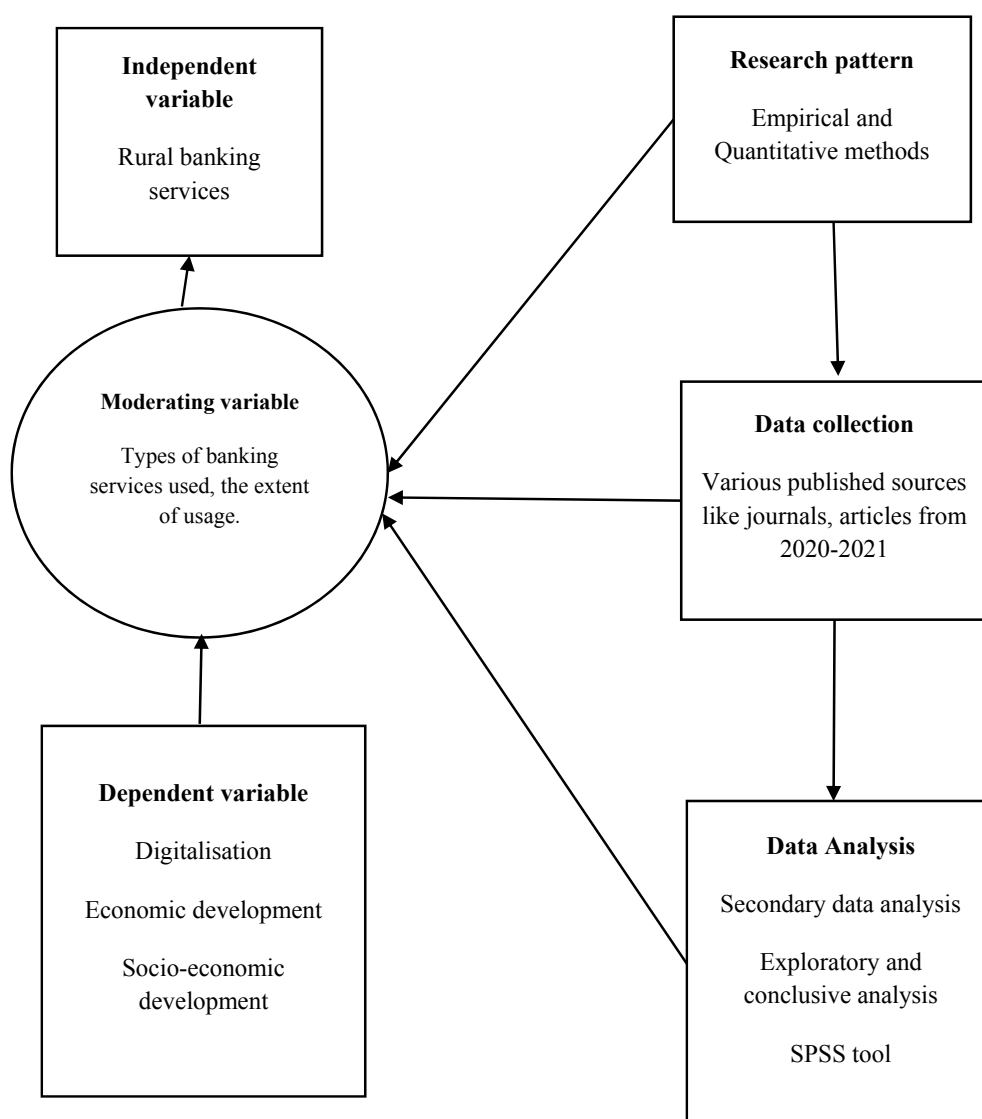 Independent
variable
Rural banking
services
Moderating variable
Types of banking
services used, the extent
of usage.
Dependent variable
Digitalisation
Economic development
Socio-economic
development
Research pattern
Empirical and
Quantitative methods
Data collection
Various published sources
like journals, articles from
2020-2021
Data Analysis
Secondary data analysis
Exploratory and
conclusive analysis
SPSS tool